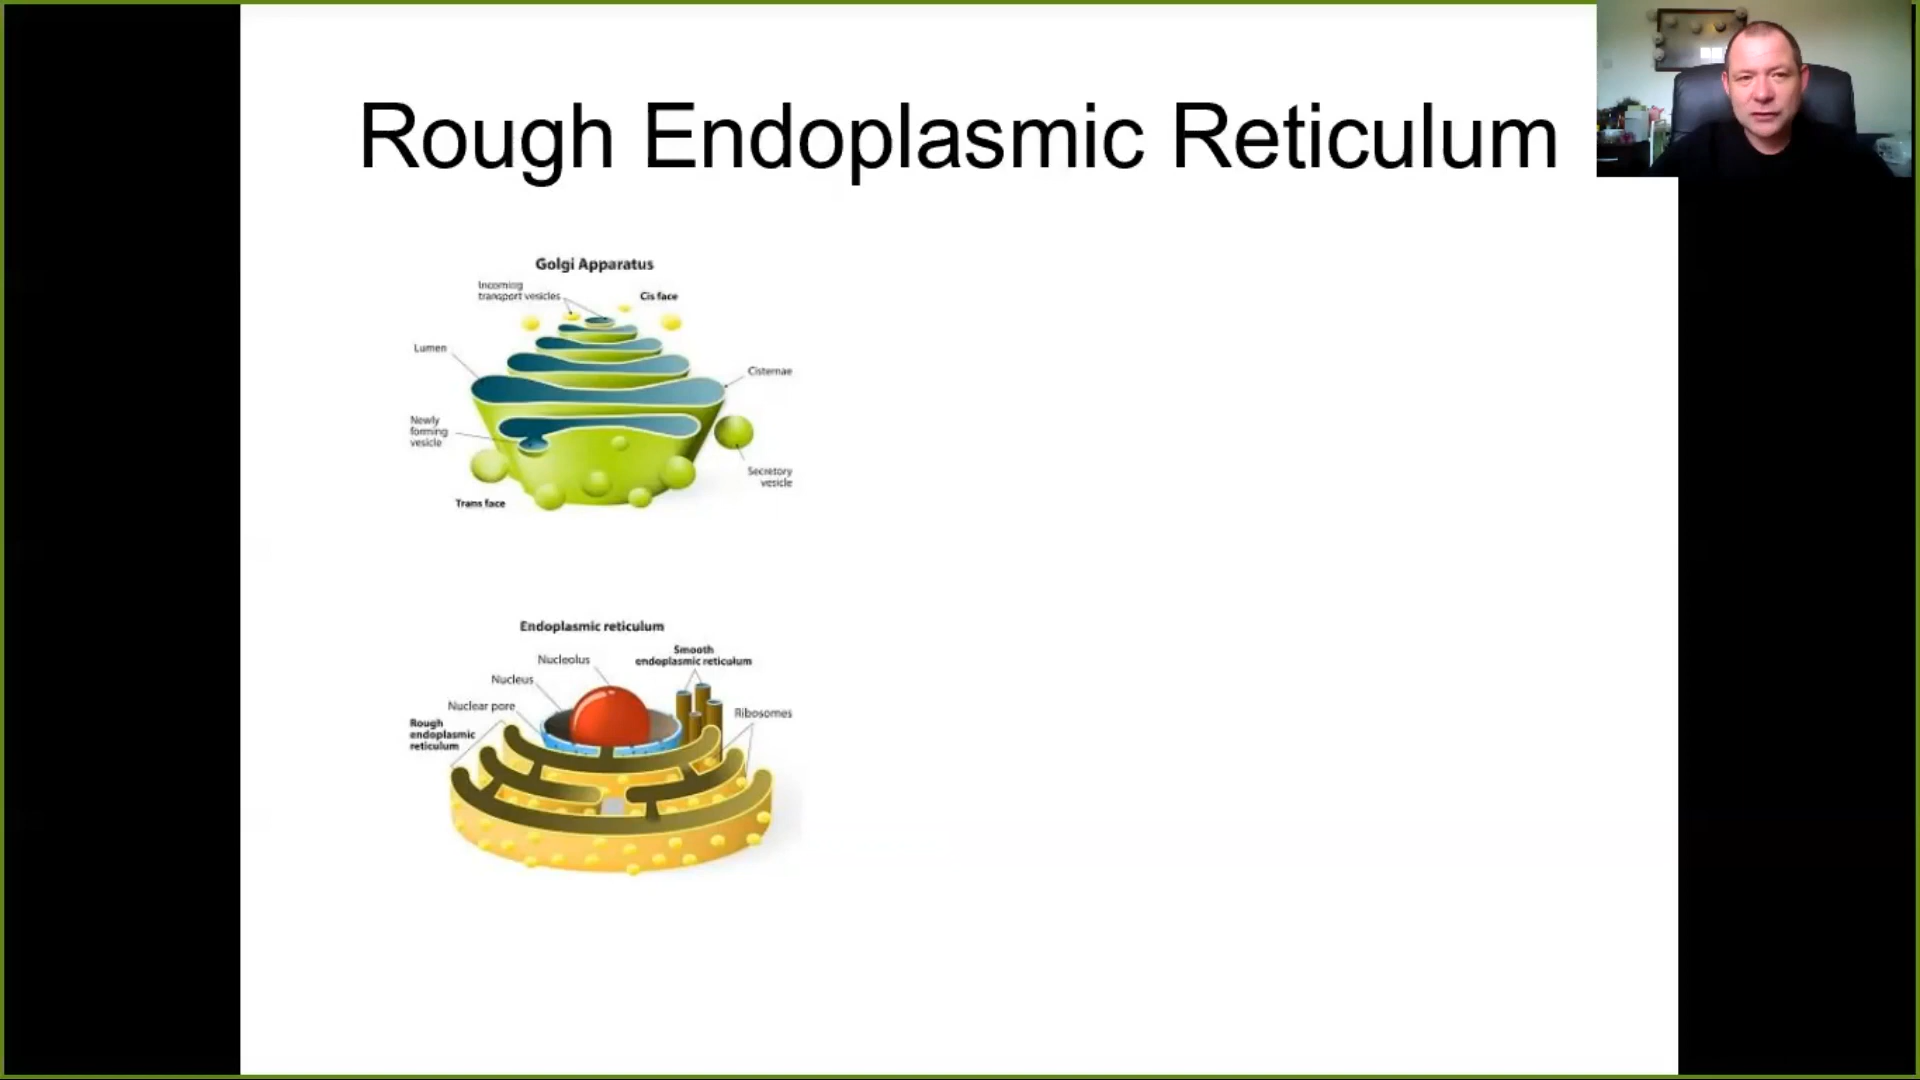 Rough Endoplasmic Reticulum
Golgi Apparatus
Incoming
transport vesicles
Cis face
Lumen
Cisternae
Newly
forming
vesicle
Secretory
vesicle
Trans face
Endoplasmic reticulum
Smooth
endoplasmic reticulum
Nucleolus
Nucleus
Nuclear pore
Ribosomes
Rough
endoplasmic
reticulum